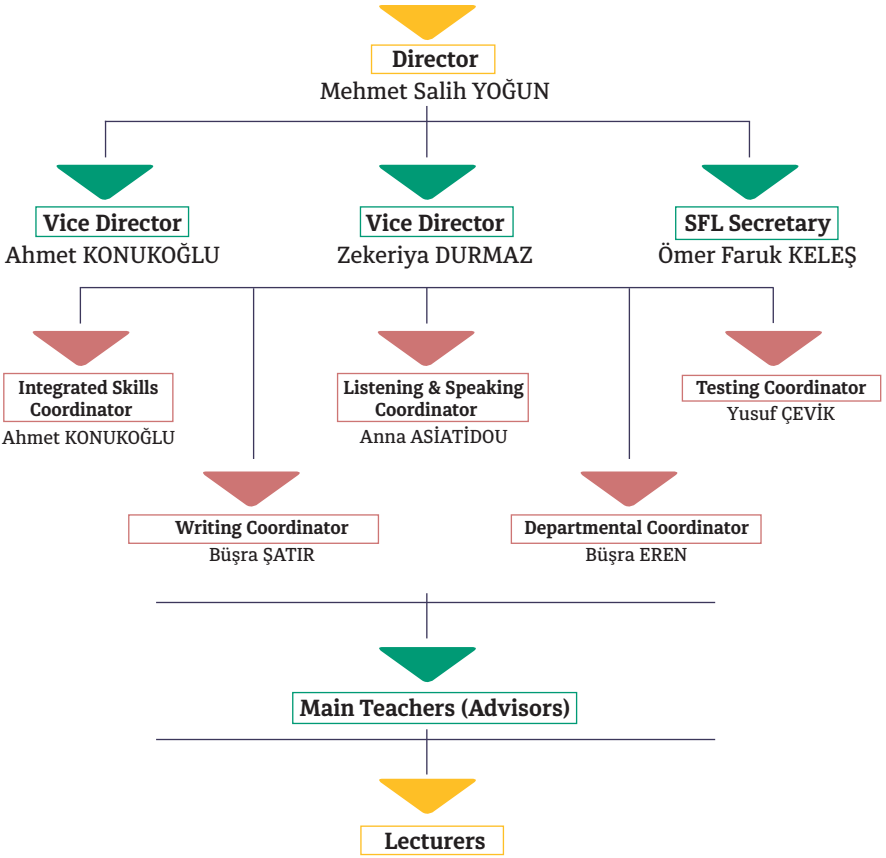 Director
Mehmet Salih YOĞUN
Vice Director
Ahmet KONUKOĞLU
Vice Director
Zekeriya DURMAZ
SFL Secretary
Ömer Faruk KELEŞ
Integrated Skills
Coordinator
Ahmet KONUKOĞLU
Listening & Speaking
Coordinator
Anna ASİATİDOU
Testing Coordinator
Yusuf ÇEVİK
Writing Coordinator
Büşra ŞATIR
Departmental Coordinator
Büşra EREN
Main Teachers (Advisors)
Lecturers